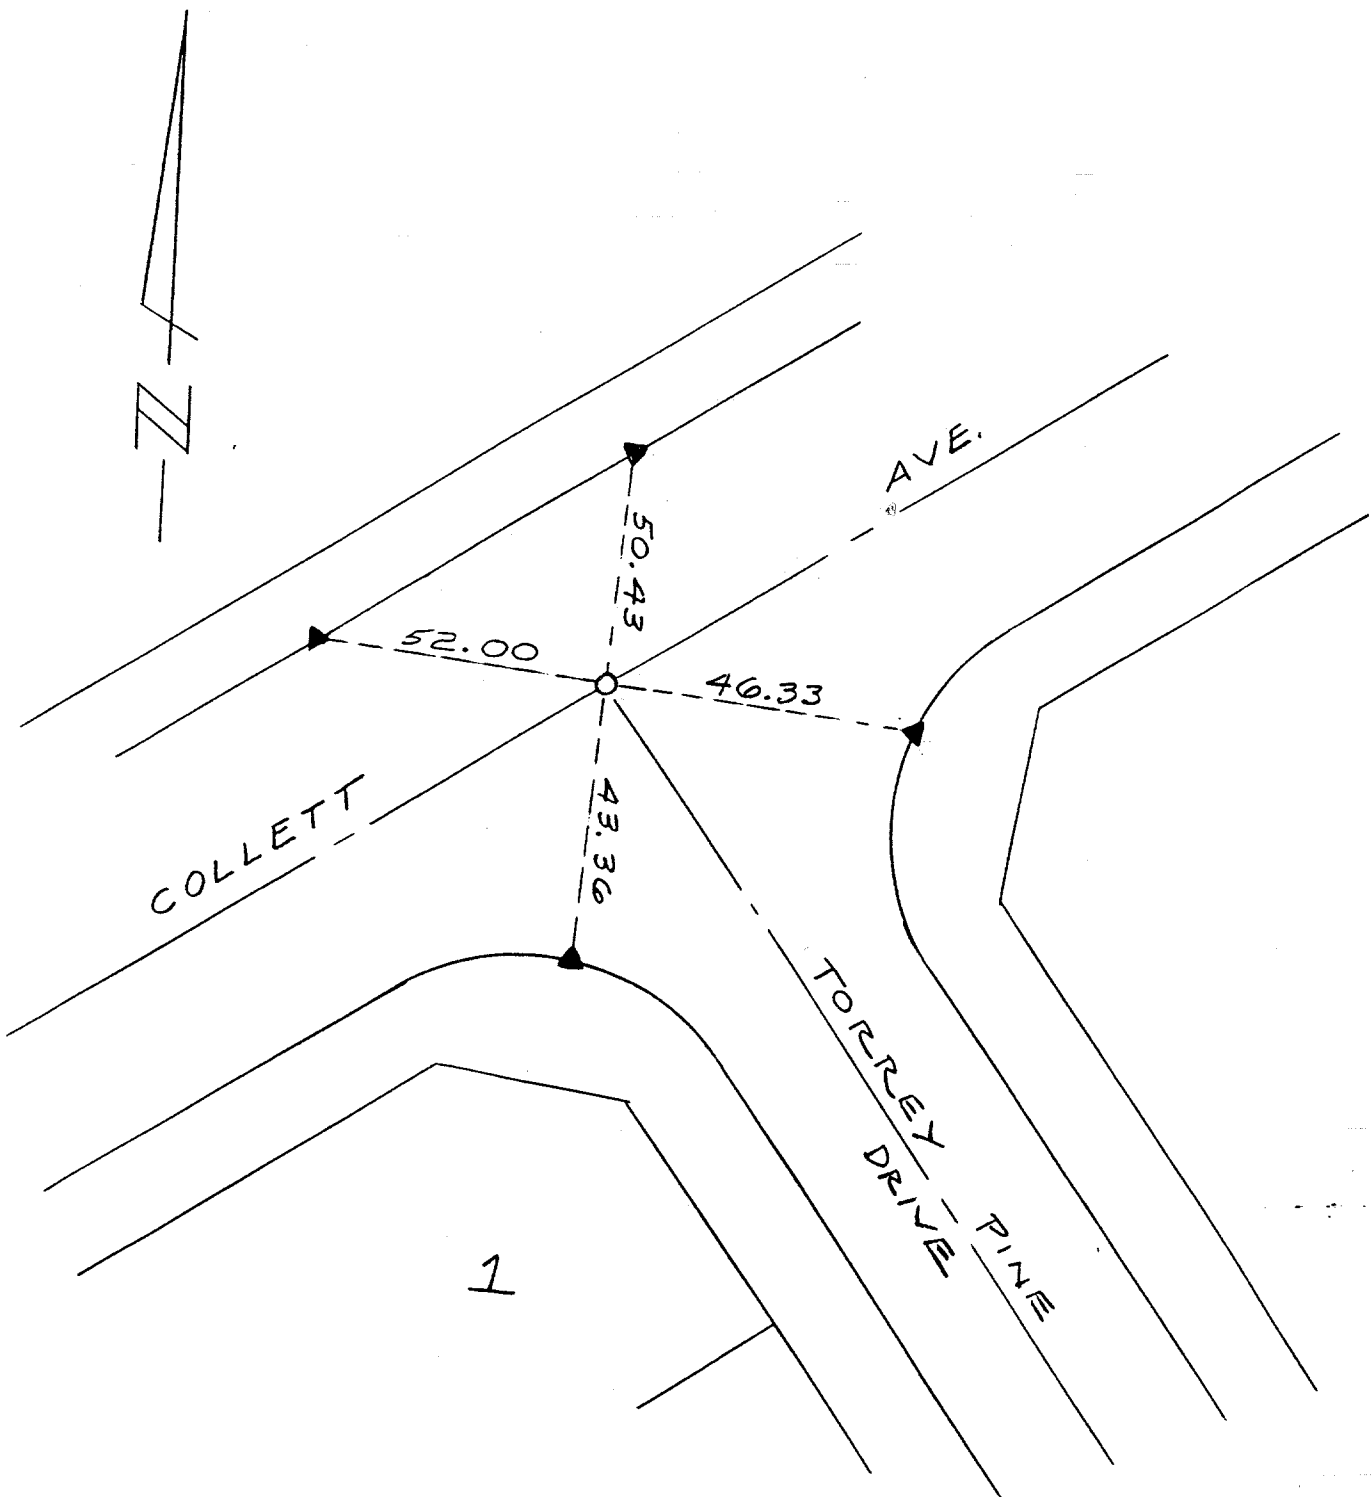 N
AVE.
50.43
52.00
46.33
COLLETT
43.36
TORREY PINE
DRIVE
1